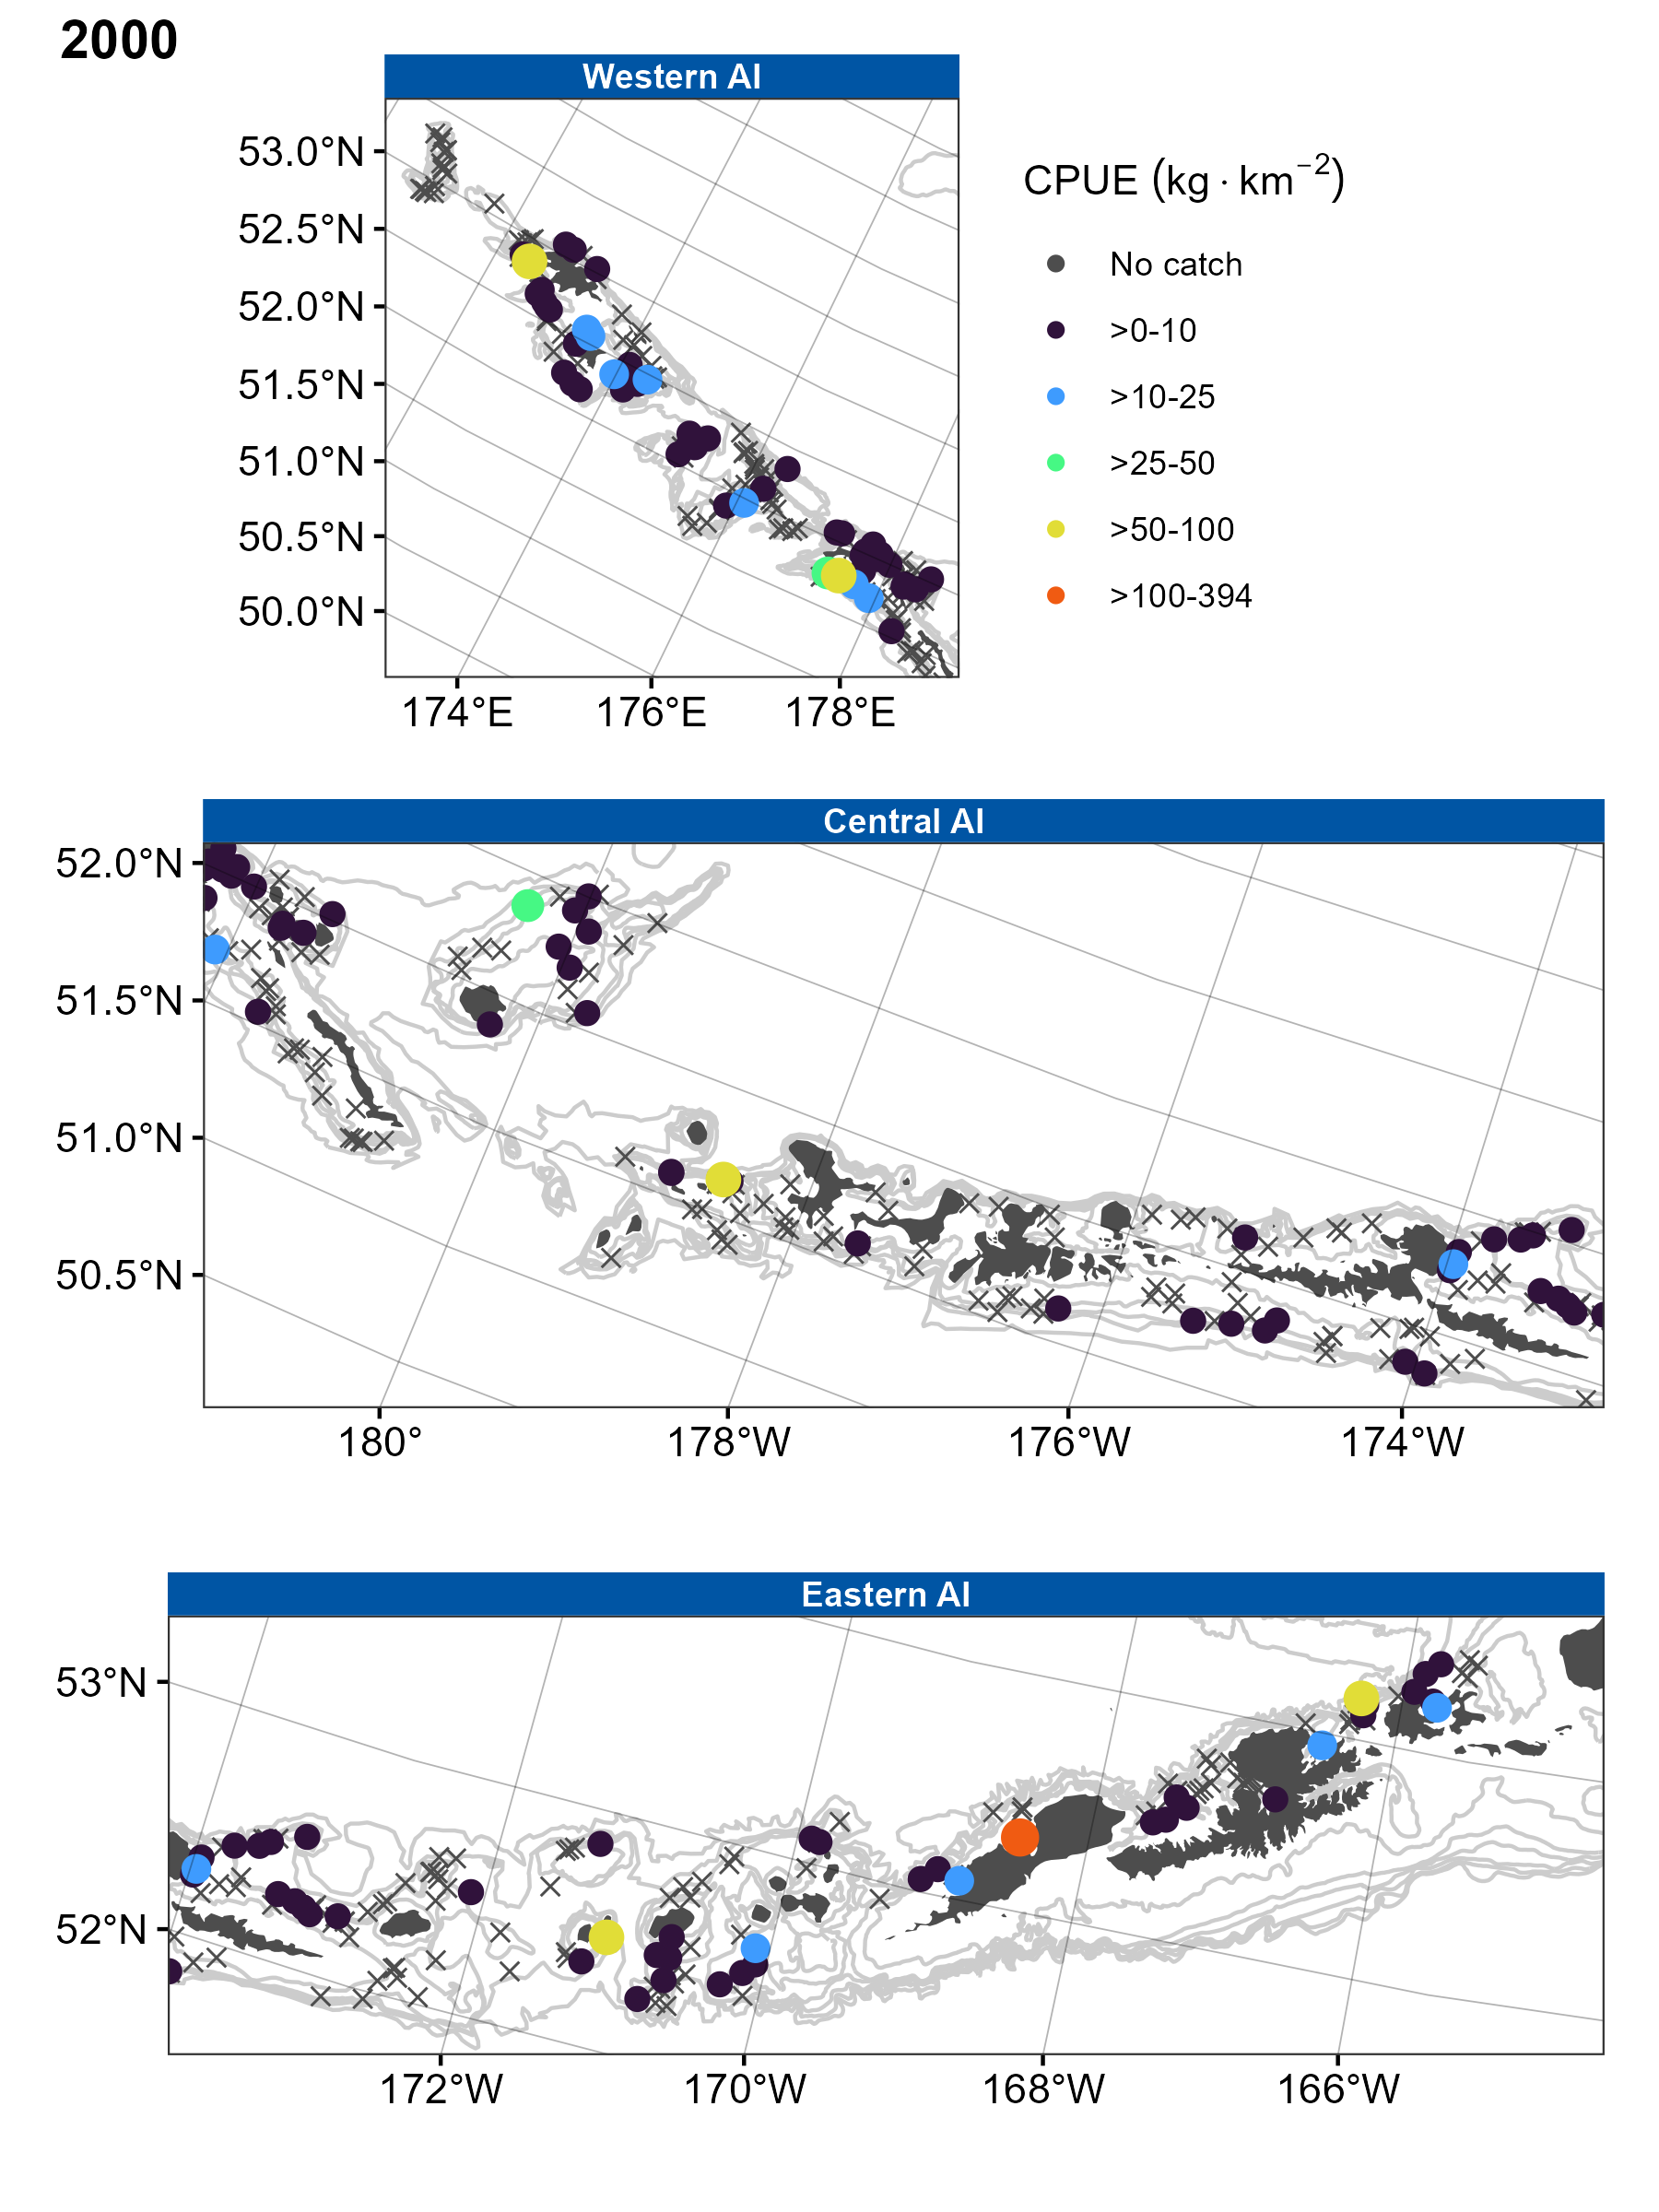 2000
Western AI
53.0°N
52.5°N
52.0°N
51.5°N
51.0°N
50.5°N
50.0°N
174°E 176°E 178°E
CPUE (kg · km⁻²)
No catch
>0-10
>10-25
>25-50
>50-100
>100-394
Central AI
52.0°N
51.5°N
51.0°N
50.5°N
180° 178°W 176°W 174°W
Eastern AI
53°N
52°N
172°W 170°W 168°W 166°W